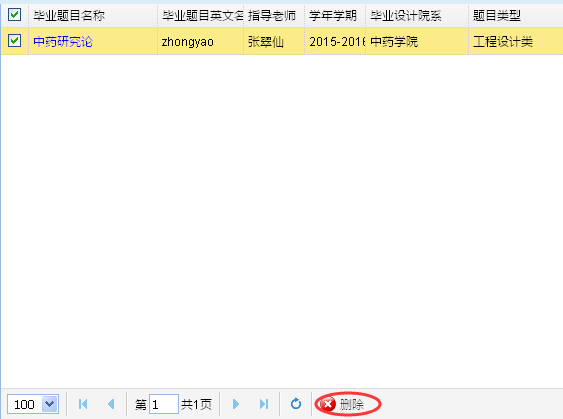 毕业题目名称 毕业题目英文名 指导老师 学年学期 毕业设计院系 题目类型
中药研究论 zhongyao 张翠仙 2015-2016 中药学院 工程设计类
100 第 1 共1页 删除